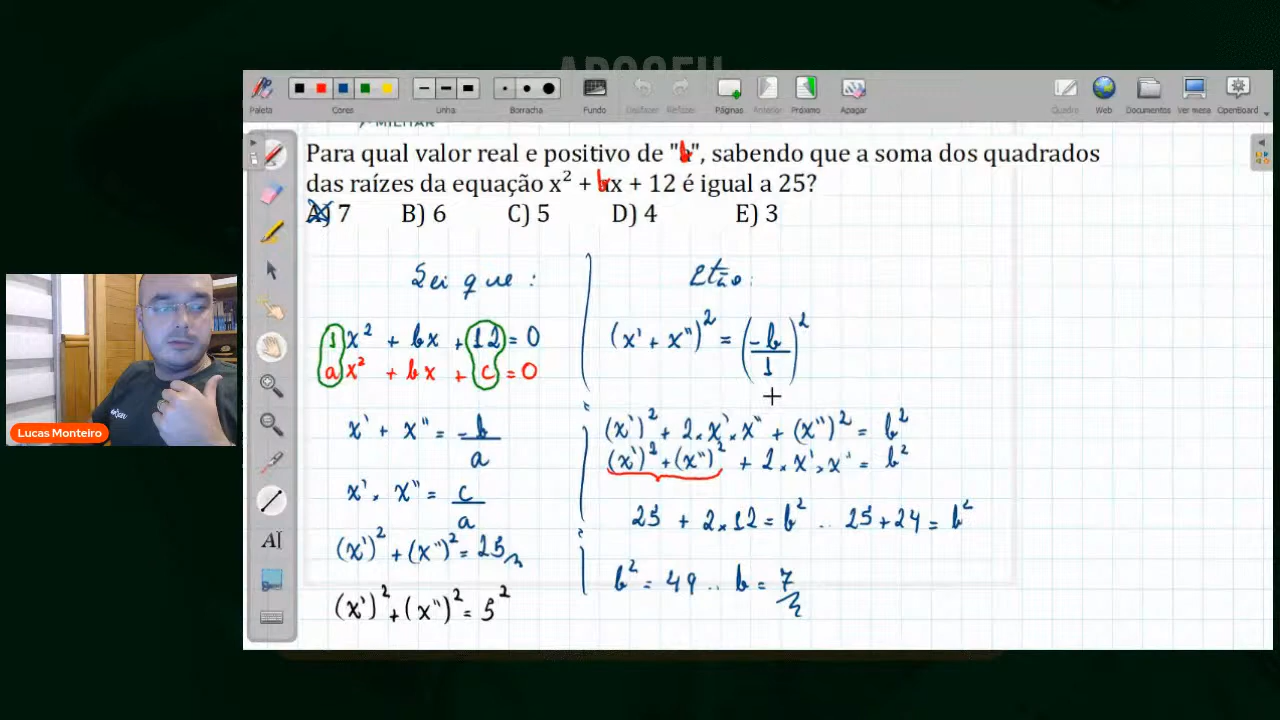 Paleta Cores Linha Borracha Fundo Desfazer Refazer Páginas Anterior Próximo Apagar Quadro Web Documentos Ver mesa OpenBoard
MILITAR
Para qual valor real e positivo de "b", sabendo que a soma dos quadrados
das raízes da equação x² + bx + 12 é igual a 25?
A) 7 B) 6 C) 5 D) 4 E) 3
Sei que:
1x² + bx + 12 = 0
ax² + bx + c = 0
x' + x" = -b/a
x' . x" = c/a
(x')² + (x")² = 25
(x')² + (x")² = 5²
Etão:
(x' + x")² = (-b/1)²
(x')² + 2.x'.x" + (x")² = b²
(x')² + (x")² + 2.x'.x' = b²
25 + 2x12 = b² .. 25+24 = b²
b² = 49 .. b = 7
Lucas Monteiro
AI